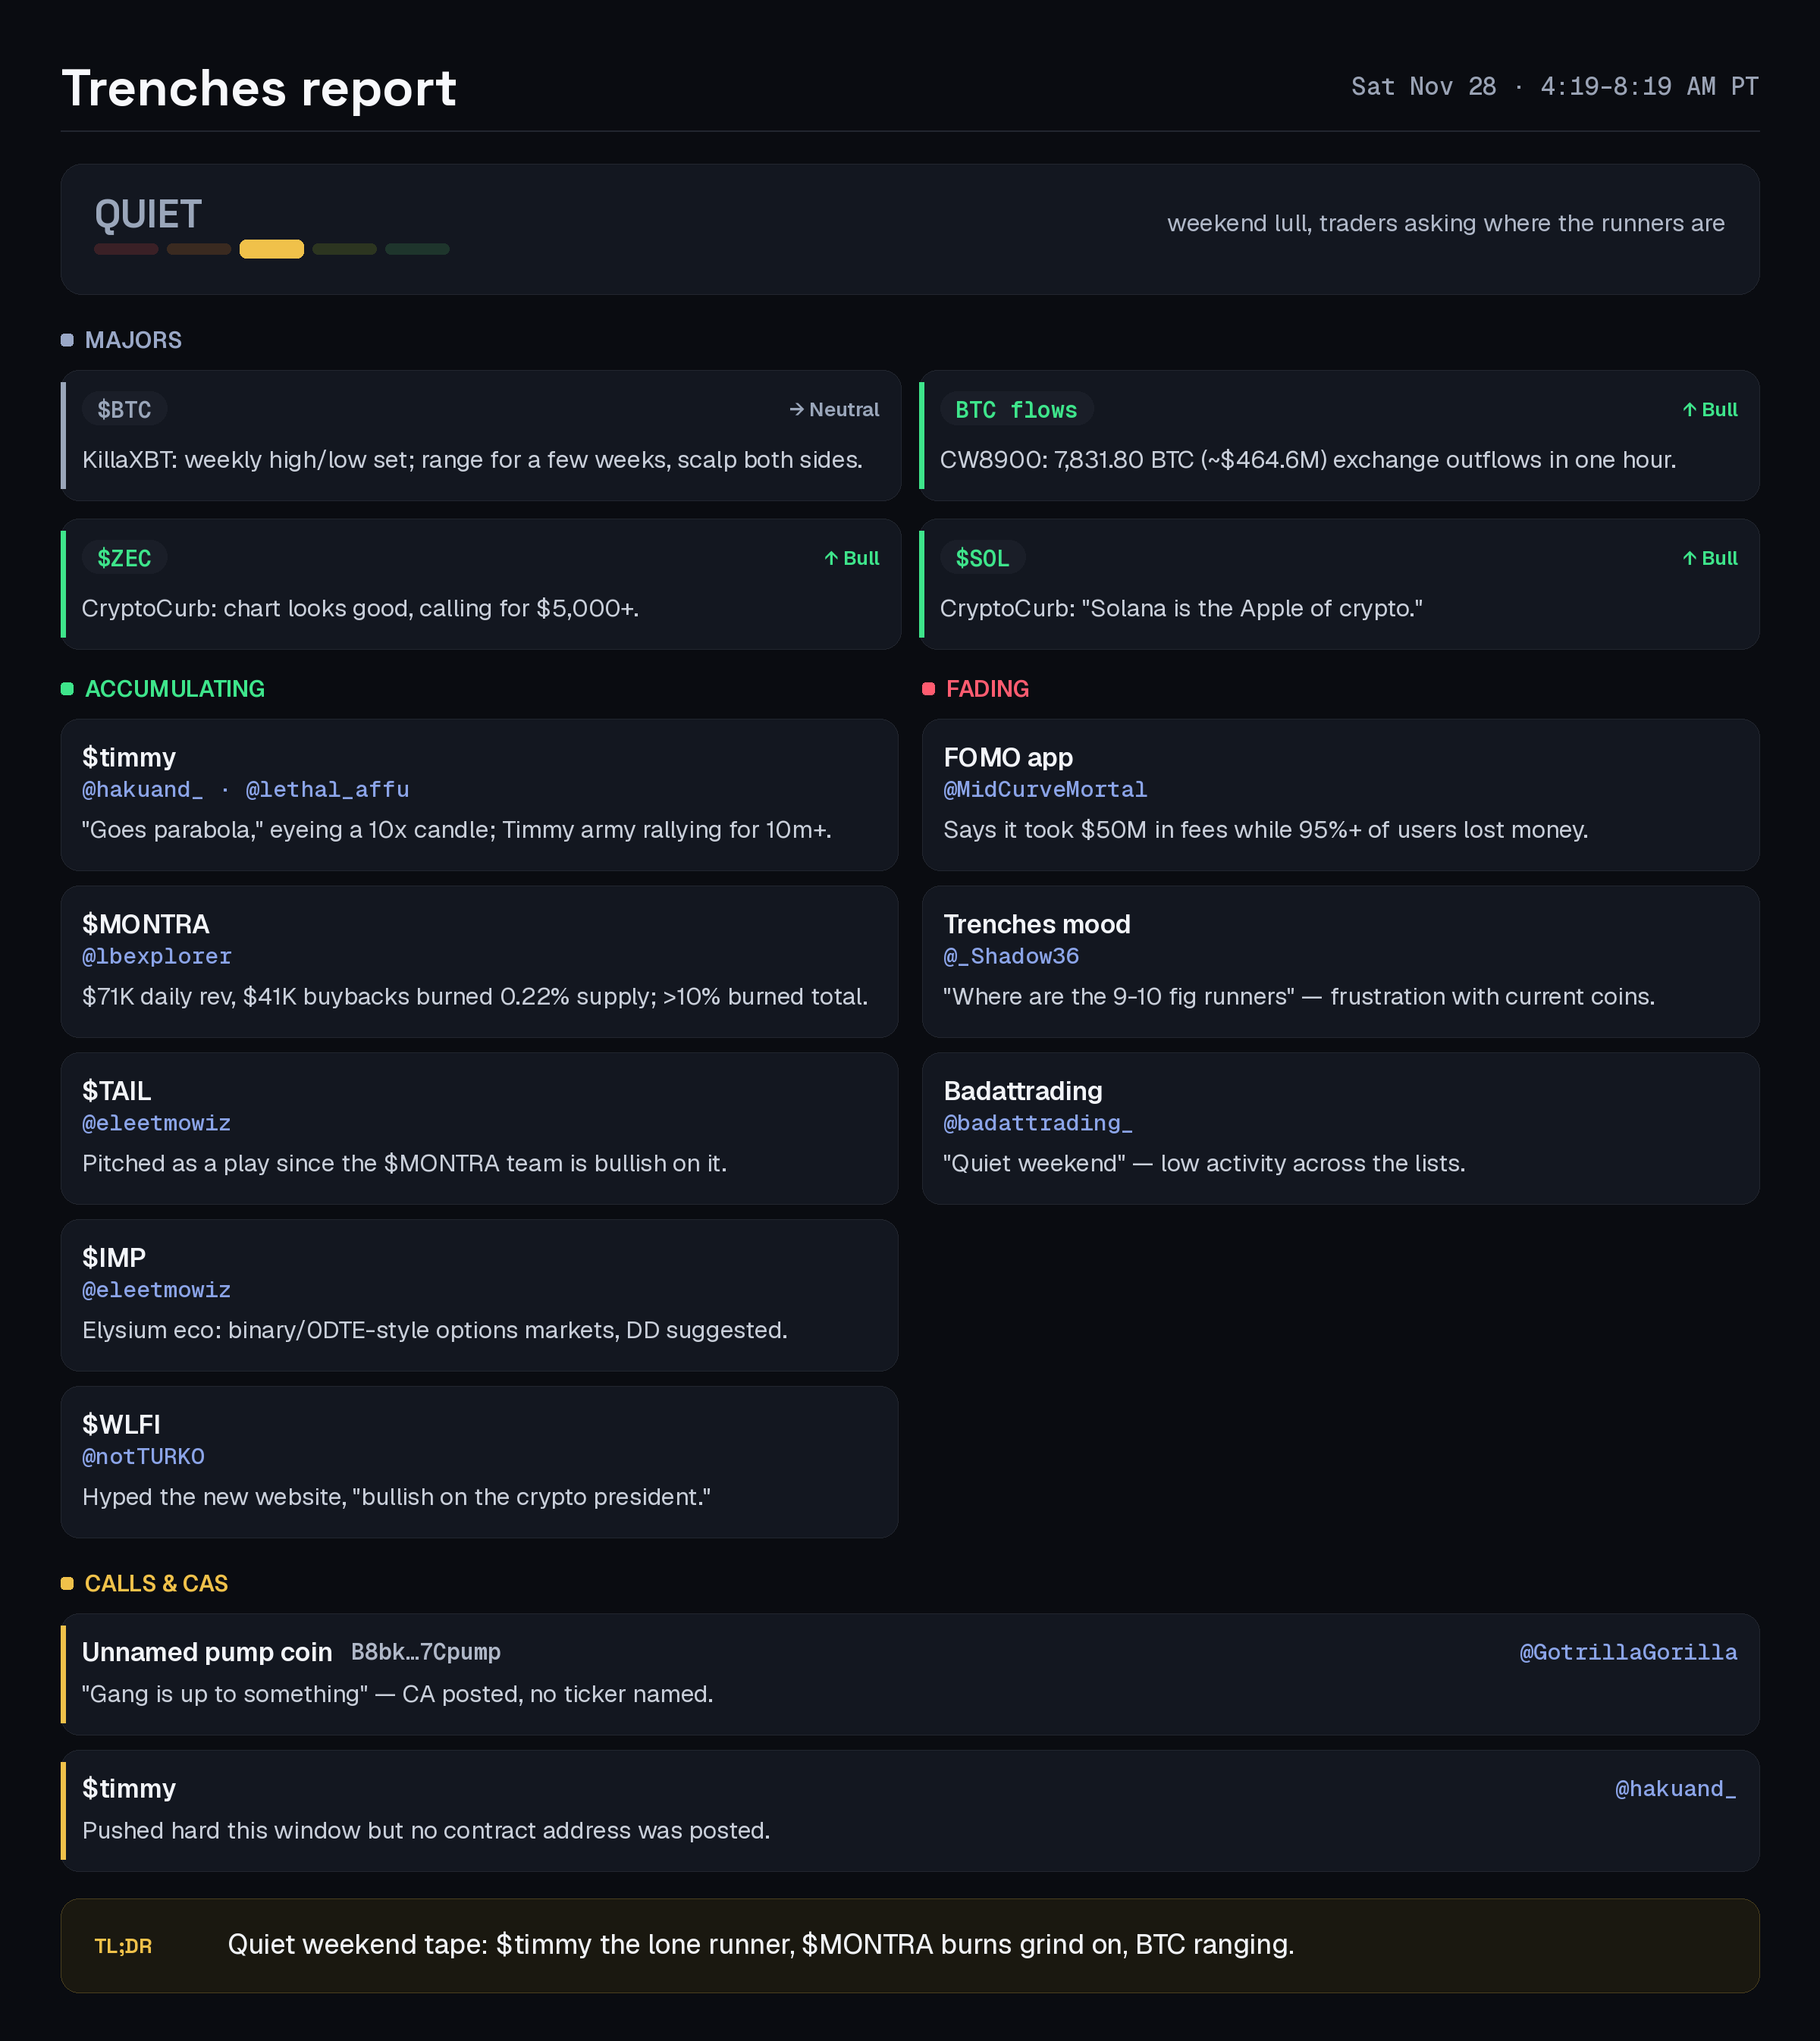 Trenches report
Sat Nov 28 · 4:19–8:19 AM PT
QUIET
weekend lull, traders asking where the runners are
MAJORS
$BTC
→ Neutral
KillaXBT: weekly high/low set; range for a few weeks, scalp both sides.
BTC flows
↑ Bull
CW8900: 7,831.80 BTC (~$464.6M) exchange outflows in one hour.
$ZEC
↑ Bull
CryptoCurb: chart looks good, calling for $5,000+.
$SOL
↑ Bull
CryptoCurb: "Solana is the Apple of crypto."
ACCUMULATING
$timmy
@hakuand_ · @lethal_affu
"Goes parabola," eyeing a 10x candle; Timmy army rallying for 10m+.
$MONTRA
@lbexplorer
$71K daily rev, $41K buybacks burned 0.22% supply; >10% burned total.
$TAIL
@eleetmowiz
Pitched as a play since the $MONTRA team is bullish on it.
$IMP
@eleetmowiz
Elysium eco: binary/0DTE-style options markets, DD suggested.
$WLFI
@notTURKO
Hyped the new website, "bullish on the crypto president."
FADING
FOMO app
@MidCurveMortal
Says it took $50M in fees while 95%+ of users lost money.
Trenches mood
@_Shadow36
"Where are the 9-10 fig runners" — frustration with current coins.
Badattrading
@badattrading_
"Quiet weekend" — low activity across the lists.
CALLS & CAS
Unnamed pump coin B8bk…7Cpump
@GotrillaGorilla
"Gang is up to something" — CA posted, no ticker named.
$timmy
@hakuand_
Pushed hard this window but no contract address was posted.
TL;DR
Quiet weekend tape: $timmy the lone runner, $MONTRA burns grind on, BTC ranging.